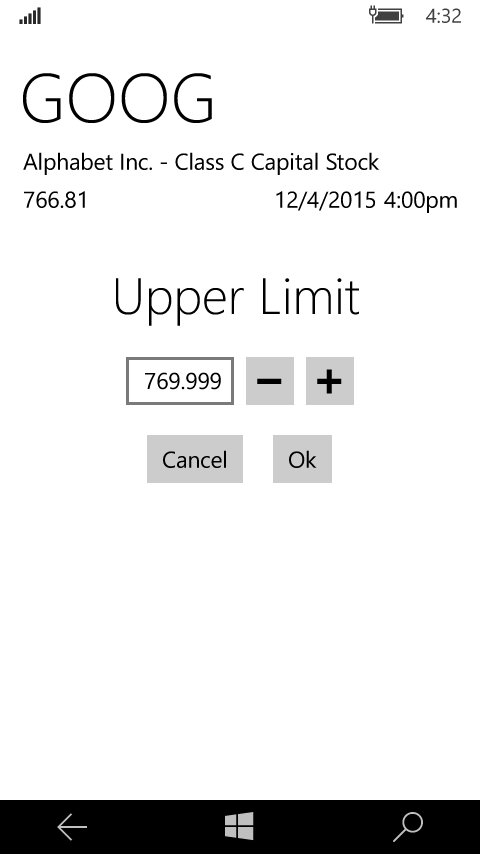 4:32
GOOG
Alphabet Inc. - Class C Capital Stock
766.81 12/4/2015 4:00pm
Upper Limit
769.999 − +
Cancel Ok